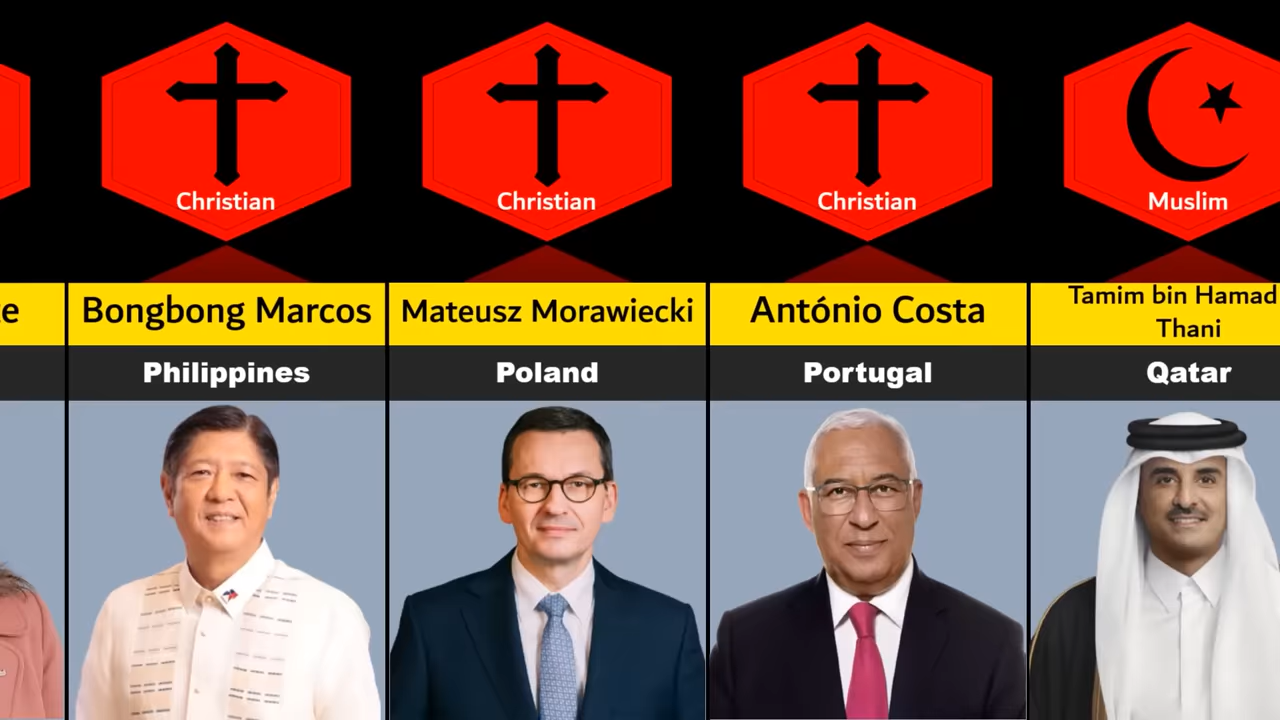 Christian
Christian
Christian
Muslim
Bongbong Marcos
Mateusz Morawiecki
António Costa
Tamim bin Hamad
Thani
Philippines
Poland
Portugal
Qatar